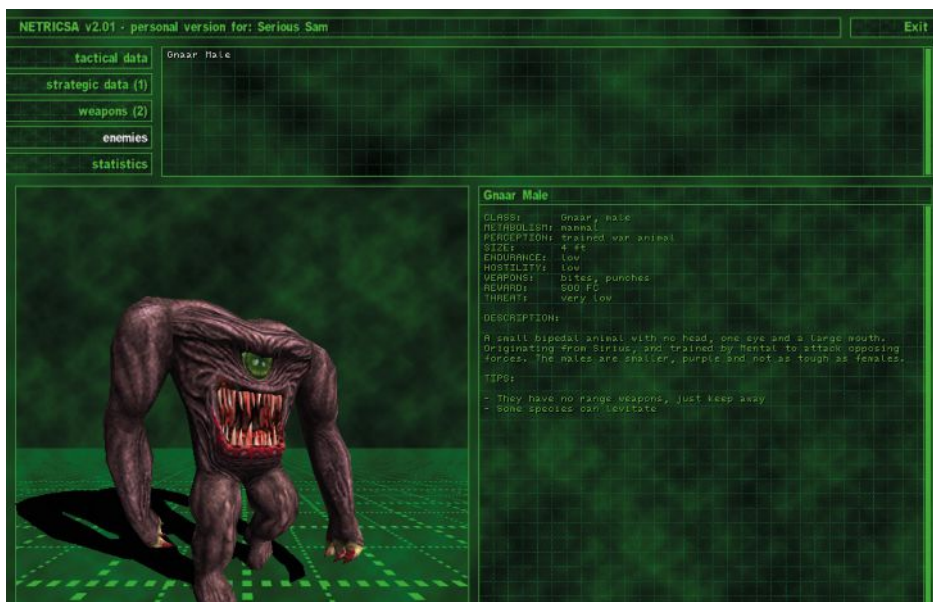 NETRICSA v2.01 - personal version for: Serious Sam
Exit
tactical data
strategic data (1)
weapons (2)
enemies
statistics
Gnaar Male
Gnaar Male
CLASS: Gnaar, male
METABOLISM: mammal
PERCEPTION: trained war animal
SIZE: 4 ft
ENDURANCE: low
HOSTILITY: low
WEAPONS: bites, punches
REWARD: 500 FC
THREAT: very low
DESCRIPTION:
A small bipedal animal with no head, one eye and a large mouth.
Originating from Sirius, and trained by Mental to attack opposing
forces. The males are smaller, purple and not as tough as females.
TIPS:
- They have no range weapons, just keep away
- Some species can levitate